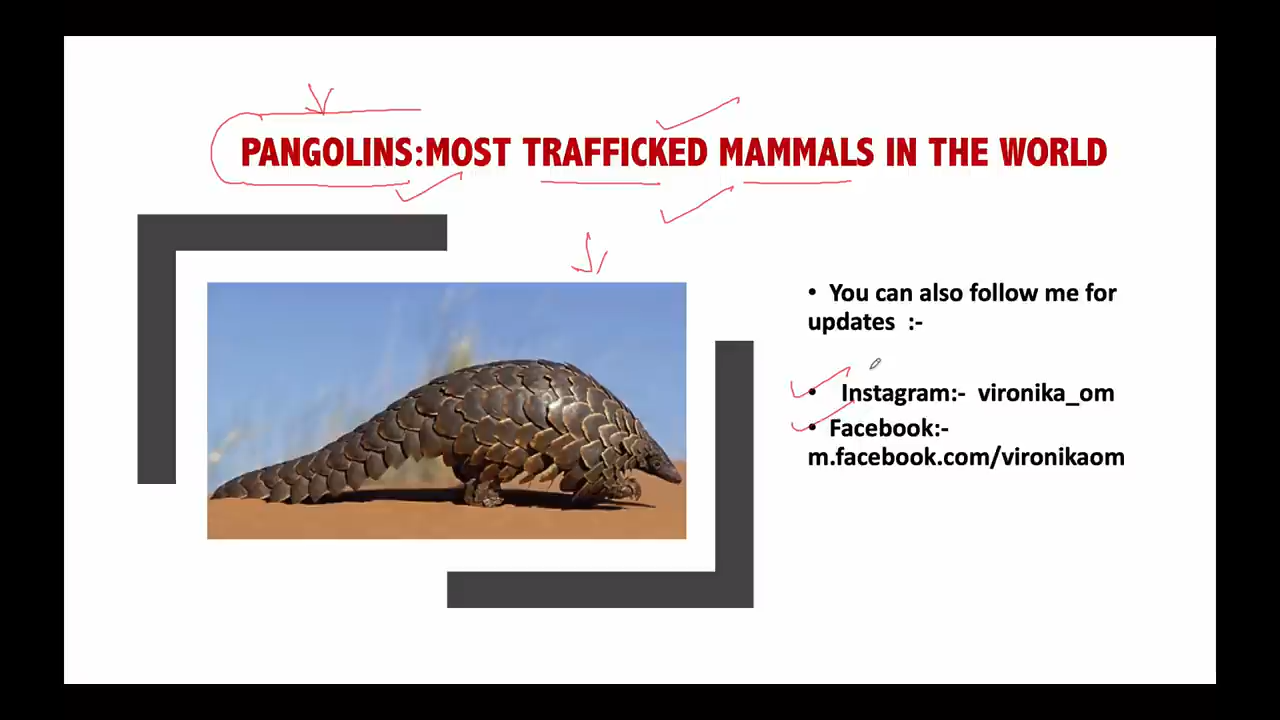 PANGOLINS:MOST TRAFFICKED MAMMALS IN THE WORLD
• You can also follow me for
updates :-
• Instagram:- vironika_om
• Facebook:-
m.facebook.com/vironikaom